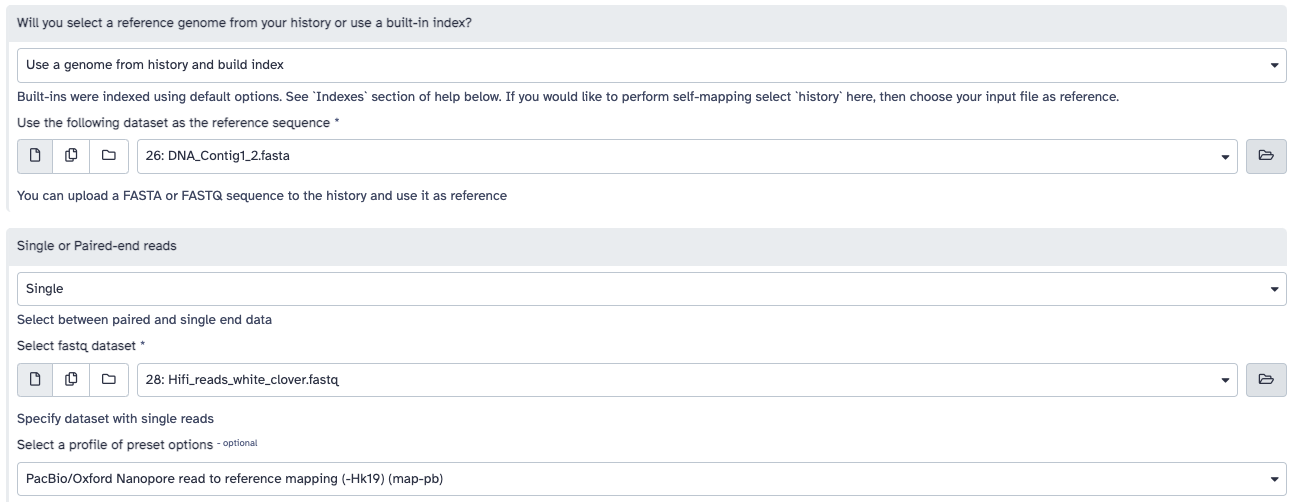 Will you select a reference genome from your history or use a built-in index?
Use a genome from history and build index
Built-ins were indexed using default options. See `Indexes` section of help below. If you would like to perform self-mapping select `history` here, then choose your input file as reference.
Use the following dataset as the reference sequence *
26: DNA_Contig1_2.fasta
You can upload a FASTA or FASTQ sequence to the history and use it as reference
Single or Paired-end reads
Single
Select between paired and single end data
Select fastq dataset *
28: Hifi_reads_white_clover.fastq
Specify dataset with single reads
Select a profile of preset options - optional
PacBio/Oxford Nanopore read to reference mapping (-Hk19) (map-pb)